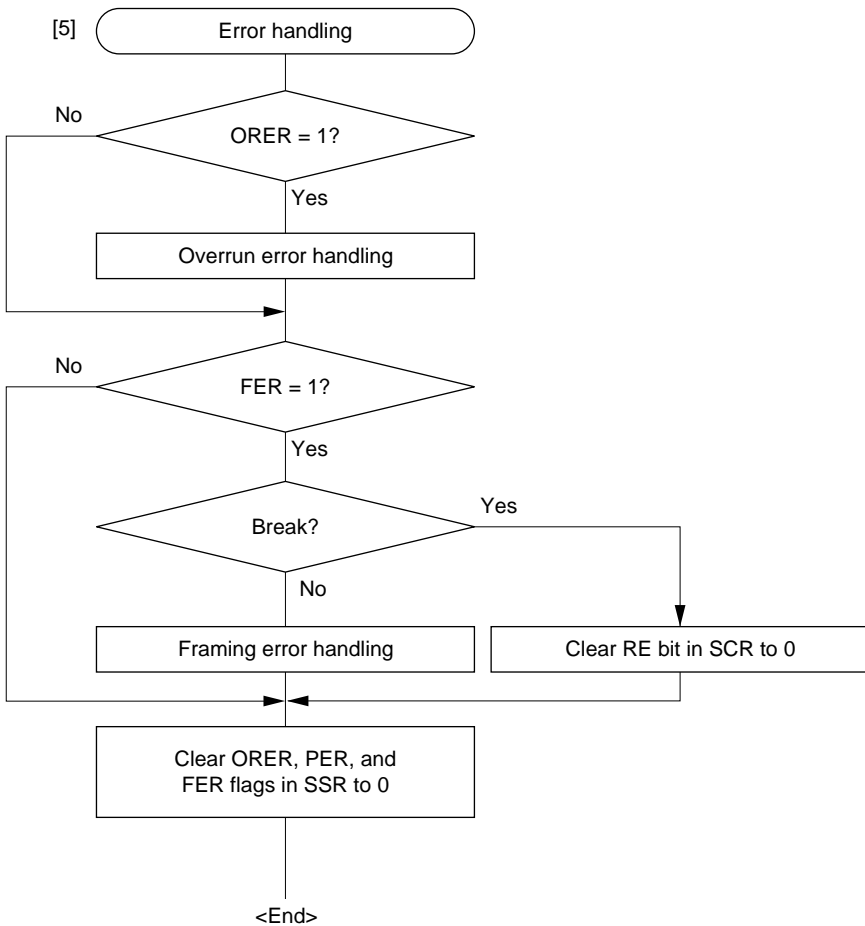 [5]
Error handling
No
ORER = 1?
Yes
Overrun error handling
No
FER = 1?
Yes
Break?
Yes
No
Framing error handling
Clear RE bit in SCR to 0
Clear ORER, PER, and
FER flags in SSR to 0
<End>